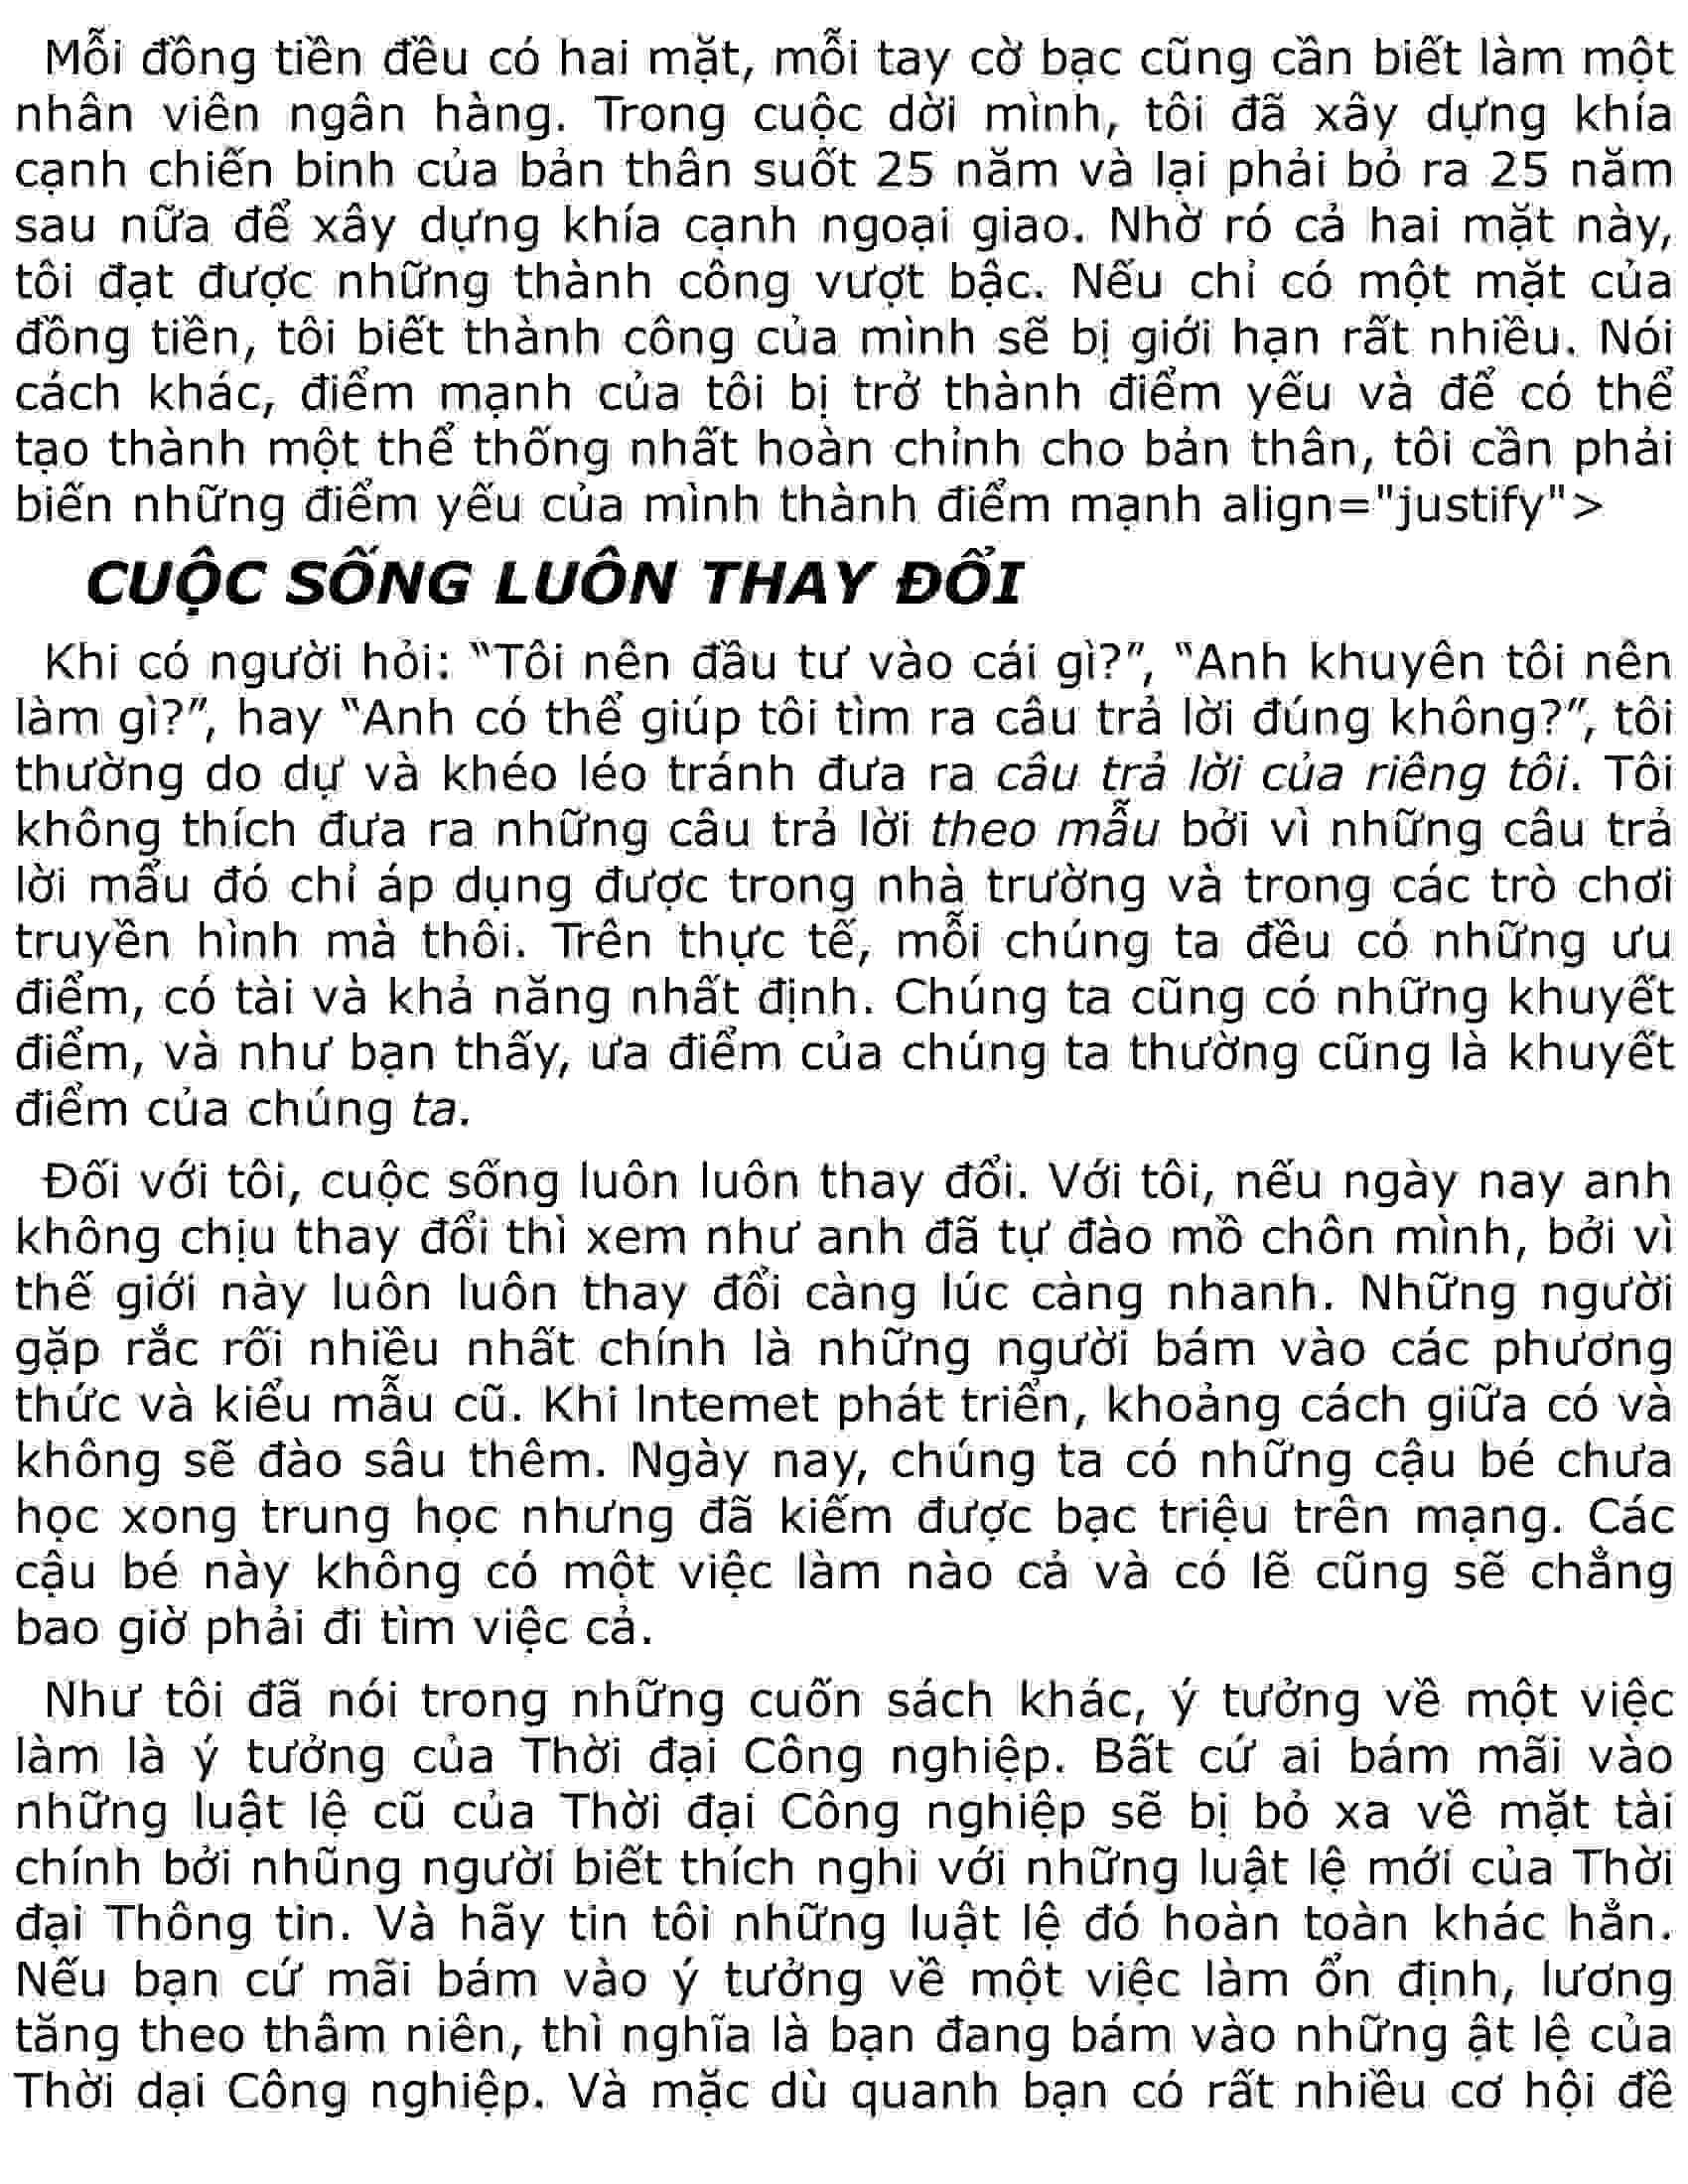 Mỗi đồng tiền đều có hai mặt, mỗi tay cờ bạc cũng cần biết làm một
nhân viên ngân hàng. Trong cuộc dời mình, tôi đã xây dựng khía
cạnh chiến binh của bản thân suốt 25 năm và lại phải bỏ ra 25 năm
sau nữa để xây dựng khía cạnh ngoại giao. Nhờ ró cả hai mặt này,
tôi đạt được những thành công vượt bậc. Nếu chỉ có một mặt của
đồng tiền, tôi biết thành công của mình sẽ bị giới hạn rất nhiều. Nói
cách khác, điểm mạnh của tôi bị trở thành điểm yếu và để có thể
tạo thành một thể thống nhất hoàn chỉnh cho bản thân, tôi cần phải
biến những điểm yếu của mình thành điểm mạnh align="justify">
CUỘC SỐNG LUÔN THAY ĐỔI
Khi có người hỏi: “Tôi nên đầu tư vào cái gì?”, “Anh khuyên tôi nên
làm gì?”, hay “Anh có thể giúp tôi tìm ra câu trả lời đúng không?”, tôi
thường do dự và khéo léo tránh đưa ra câu trả lời của riêng tôi. Tôi
không thích đưa ra những câu trả lời theo mẫu bởi vì những câu trả
lời mẩu đó chỉ áp dụng được trong nhà trường và trong các trò chơi
truyền hình mà thôi. Trên thực tế, mỗi chúng ta đều có những ưu
điểm, có tài và khả năng nhất định. Chúng ta cũng có những khuyết
điểm, và như bạn thấy, ưa điểm của chúng ta thường cũng là khuyết
điểm của chúng ta.
Đối với tôi, cuộc sống luôn luôn thay đổi. Với tôi, nếu ngày nay anh
không chịu thay đổi thì xem như anh đã tự đào mồ chôn mình, bởi vì
thế giới này luôn luôn thay đổi càng lúc càng nhanh. Những người
gặp rắc rối nhiều nhất chính là những người bám vào các phương
thức và kiểu mẫu cũ. Khi Intemet phát triển, khoảng cách giữa có và
không sẽ đào sâu thêm. Ngày nay, chúng ta có những cậu bé chưa
học xong trung học nhưng đã kiếm được bạc triệu trên mạng. Các
cậu bé này không có một việc làm nào cả và có lẽ cũng sẽ chẳng
bao giờ phải đi tìm việc cả.
Như tôi đã nói trong những cuốn sách khác, ý tưởng về một việc
làm là ý tưởng của Thời đại Công nghiệp. Bất cứ ai bám mãi vào
những luật lệ cũ của Thời đại Công nghiệp sẽ bị bỏ xa về mặt tài
chính bởi nhũng người biết thích nghi với những luật lệ mới của Thời
đại Thông tin. Và hãy tin tôi những luật lệ đó hoàn toàn khác hẳn.
Nếu bạn cứ mãi bám vào ý tưởng về một việc làm ổn định, lương
tăng theo thâm niên, thì nghĩa là bạn đang bám vào những ật lệ của
Thời dại Công nghiệp. Và mặc dù quanh bạn có rất nhiều cơ hội đề